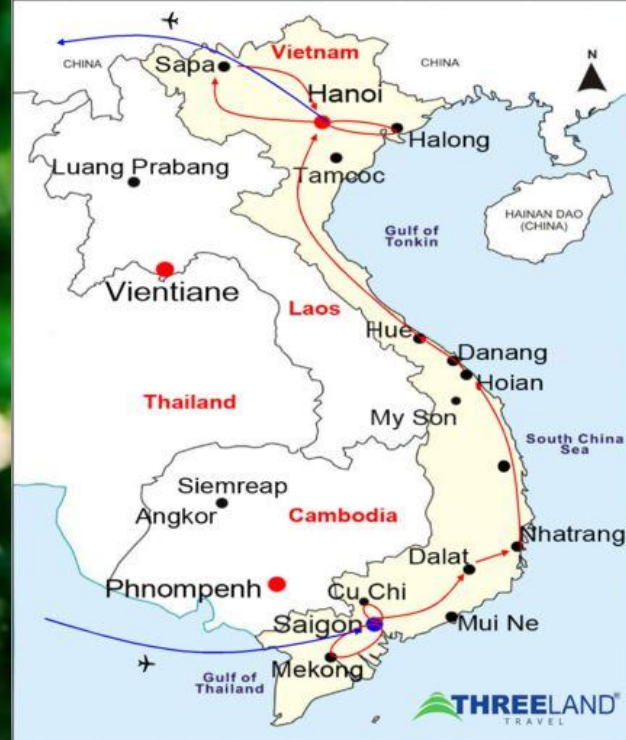 Vietnam
CHINA
CHINA
N
Sapa
Hanoi
Halong
Luang Prabang
Tamcoc
HAINAN DAO
(CHINA)
Gulf of
Tonkin
Vientiane
Laos
Hue
Danang
Hoian
Thailand
My Son
South China
Sea
Siemreap
Angkor
Cambodia
Nhatrang
Dalat
Phnompenh
Cu Chi
Saigon
Mui Ne
Mekong
Gulf of
Thailand
THREELAND®
TRAVEL